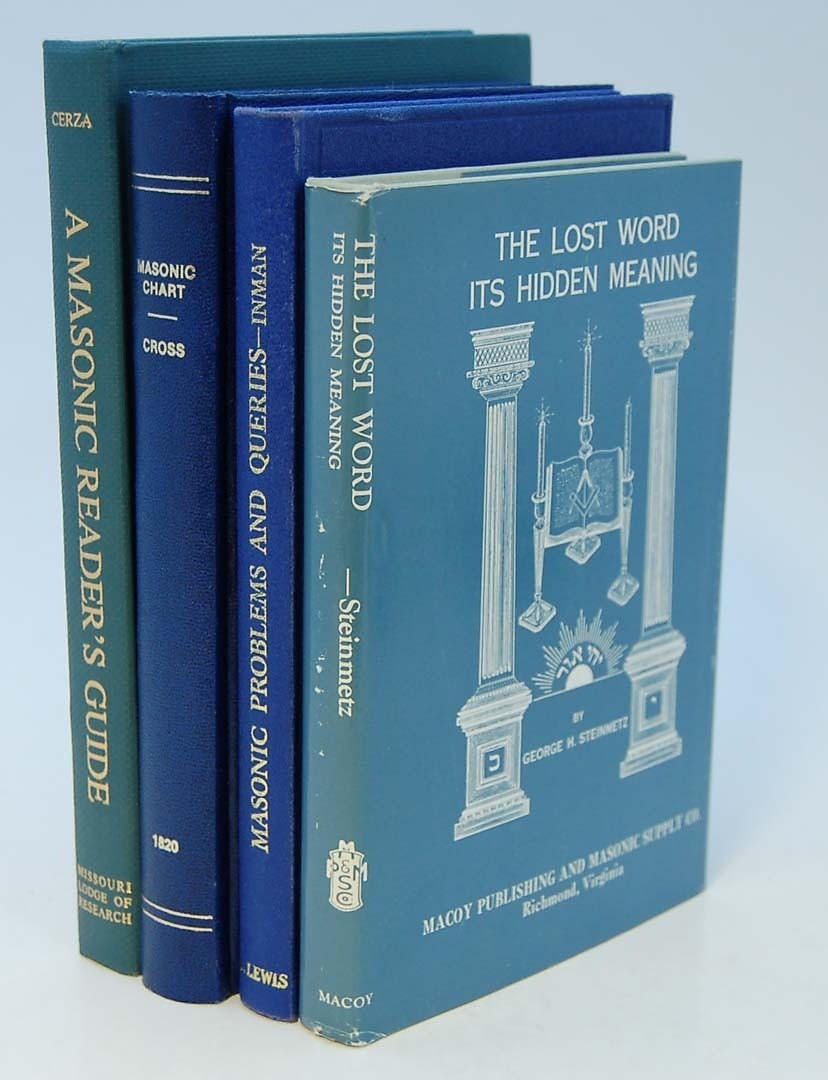 CERZA
A MASONIC READER'S GUIDE
MISSOURI
LODGE OF
RESEARCH
MASONIC
CHART
CROSS
1820
MASONIC PROBLEMS AND QUERIES—INMAN
LEWIS
THE LOST WORD
ITS HIDDEN MEANING
—Steinmetz
MACOY
THE LOST WORD
ITS HIDDEN MEANING
יהי אור
BY
GEORGE H. STEINMETZ
MACOY PUBLISHING AND MASONIC SUPPLY CO.
Richmond, Virginia